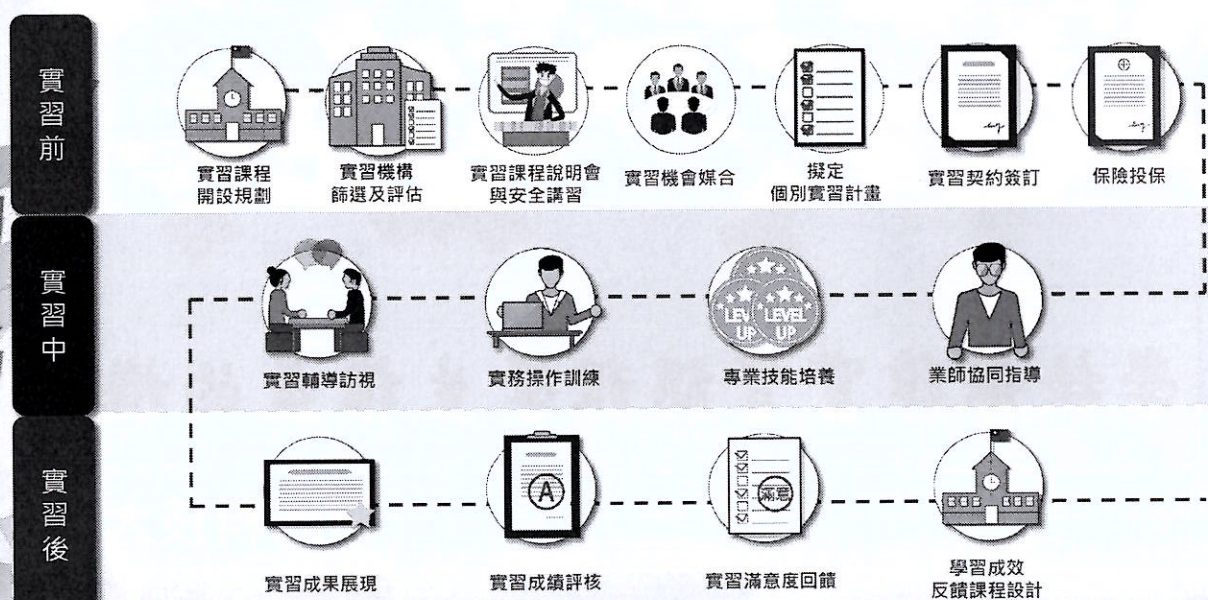 實習前
實習課程
開設規劃
實習機構
篩選及評估
實習課程說明會
與安全講習
實習機會媒合
擬定
個別實習計畫
實習契約簽訂
保險投保
實習中
實習輔導訪視
實務操作訓練
LEVEL
UP
LEVEL
UP
專業技能培養
業師協同指導
實習後
實習成果展現
A
實習成績評核
滿意
實習滿意度回饋
學習成效
反饋課程設計